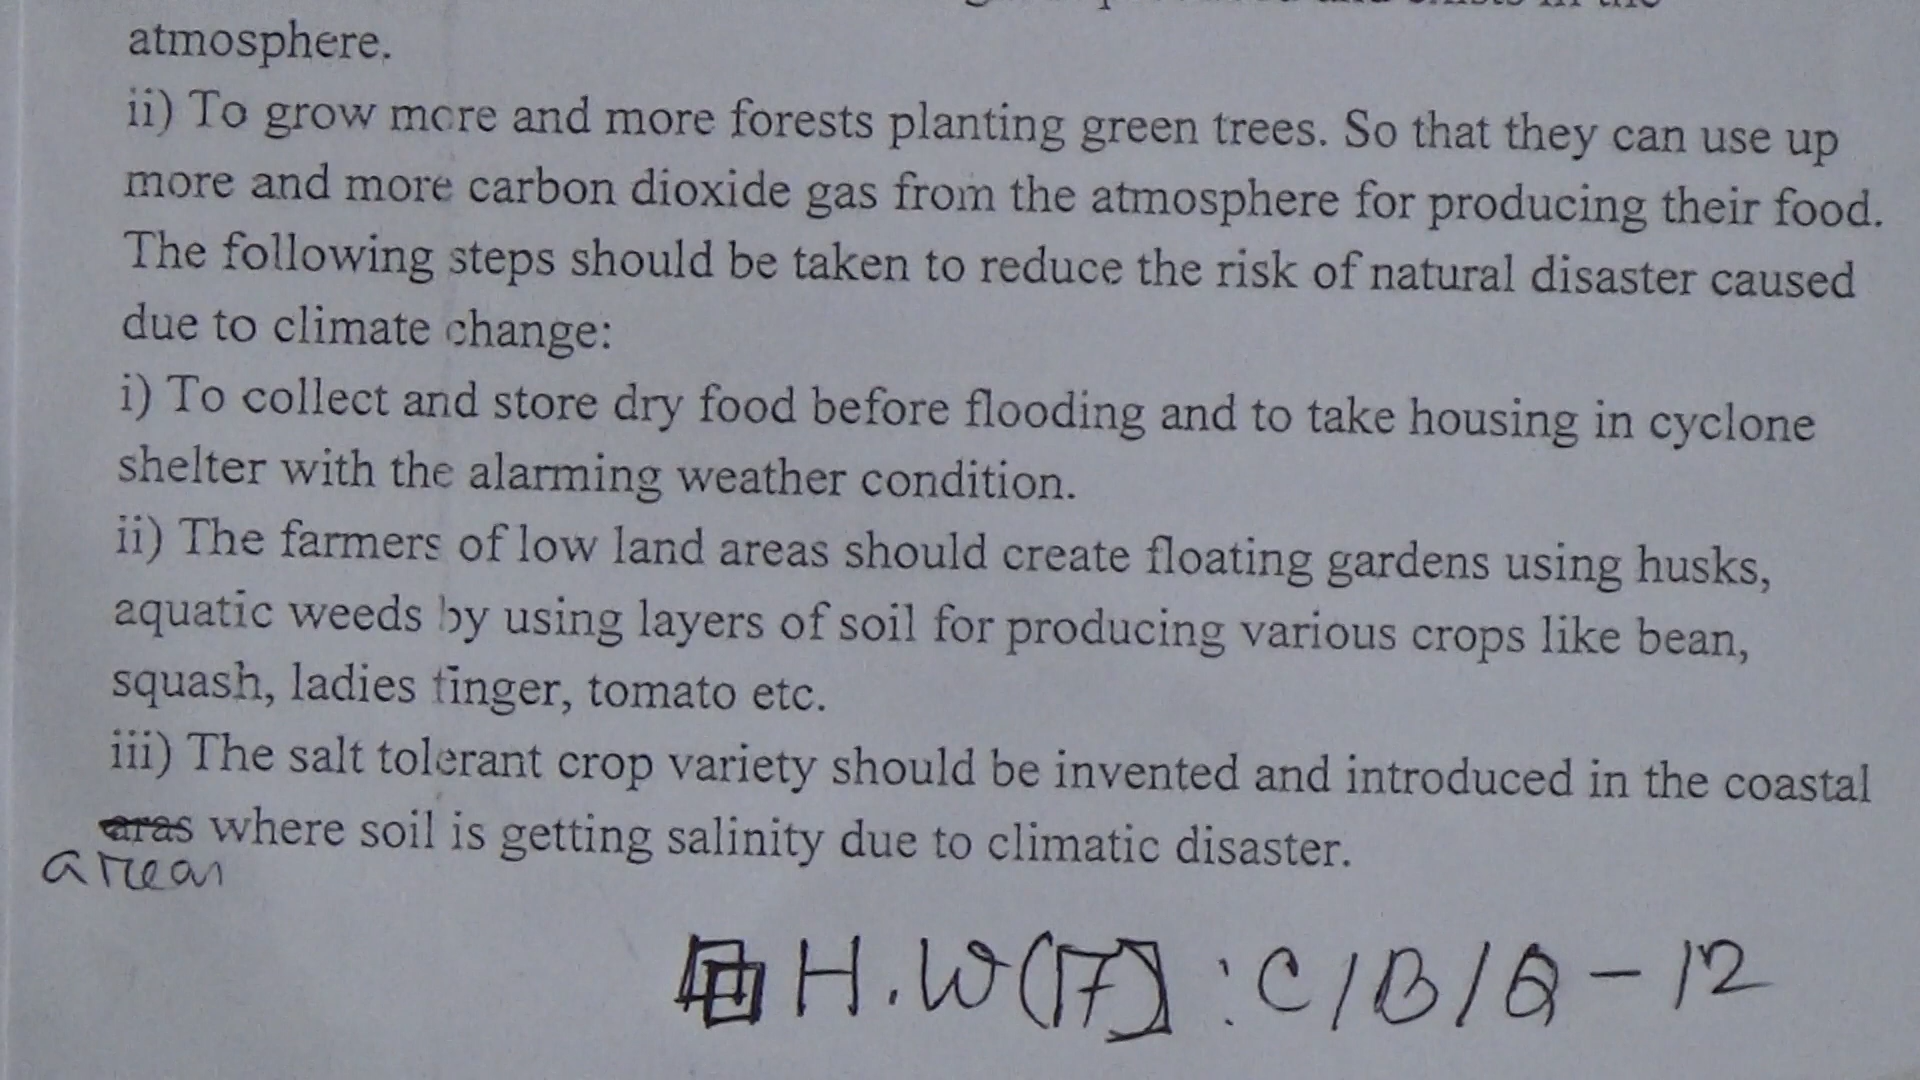 atmosphere.
ii) To grow more and more forests planting green trees. So that they can use up
more and more carbon dioxide gas from the atmosphere for producing their food.
The following steps should be taken to reduce the risk of natural disaster caused
due to climate change:
i) To collect and store dry food before flooding and to take housing in cyclone
shelter with the alarming weather condition.
ii) The farmers of low land areas should create floating gardens using husks,
aquatic weeds by using layers of soil for producing various crops like bean,
squash, ladies finger, tomato etc.
iii) The salt tolerant crop variety should be invented and introduced in the coastal
aras where soil is getting salinity due to climatic disaster.
areas
H.W(17) : C/B/Q-12